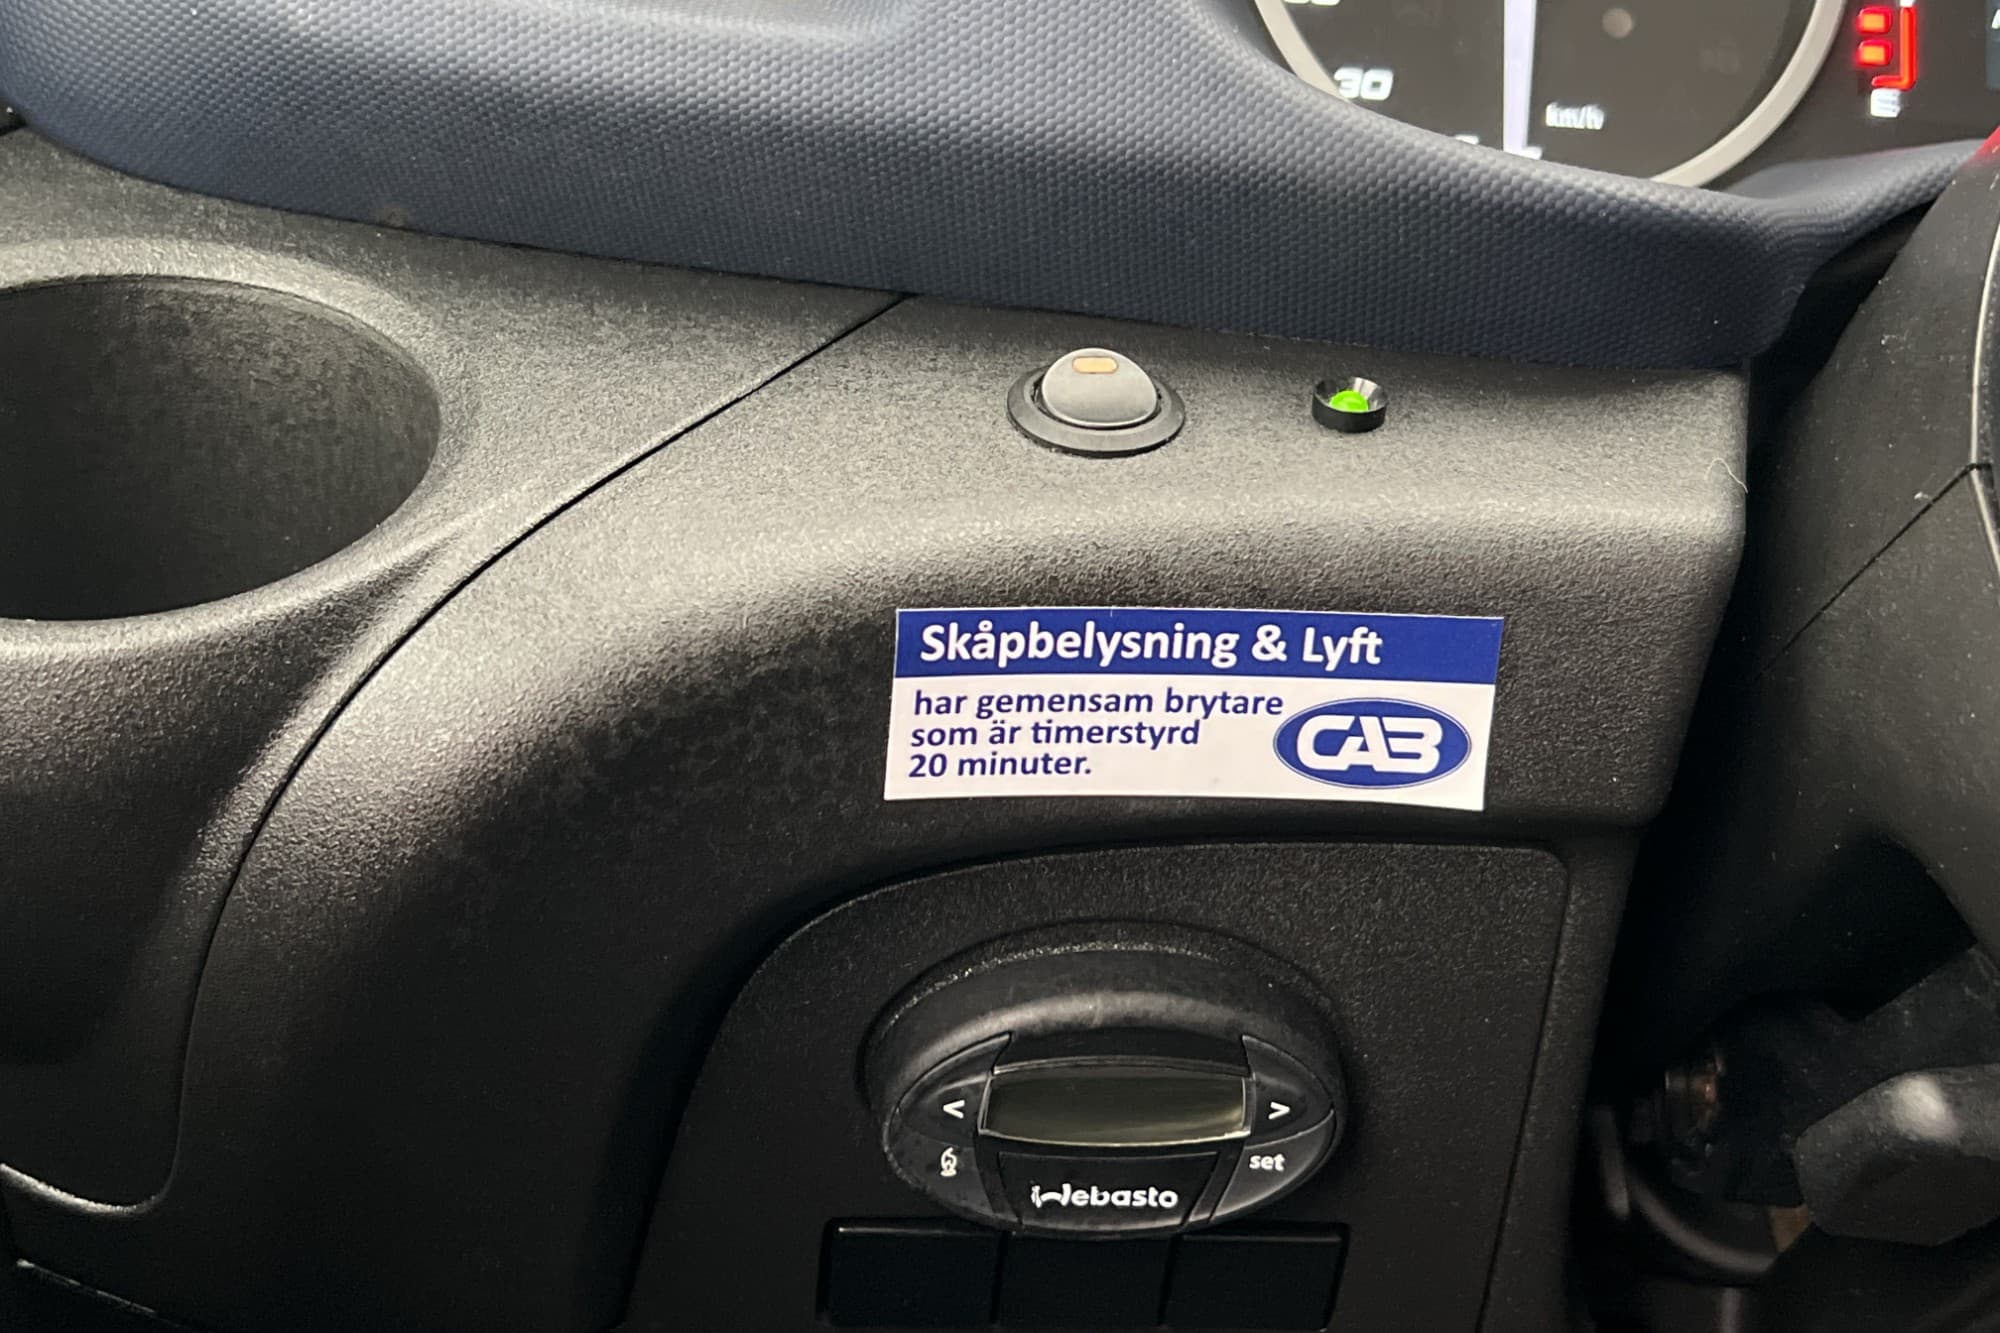 30
km/h
E
Skåpbelysning & Lyft
har gemensam brytare
som är timerstyrd
20 minuter.
CAB
< >
set
Webasto